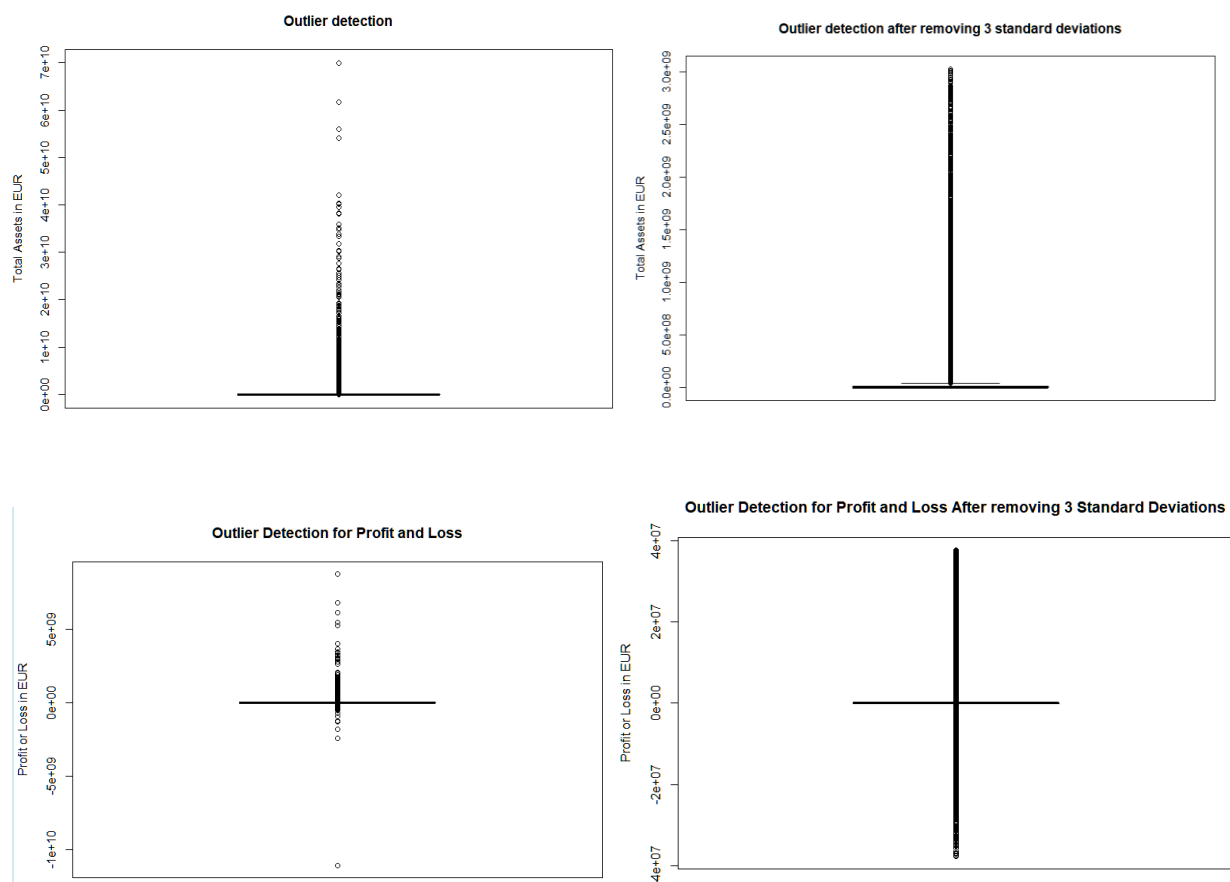 Outlier detection
Total Assets in EUR
7e+10
6e+10
5e+10
4e+10
3e+10
2e+10
1e+10
0e+00
Outlier detection after removing 3 standard deviations
Total Assets in EUR
3.0e+09
2.5e+09
2.0e+09
1.5e+09
1.0e+09
5.0e+08
0.0e+00
Outlier Detection for Profit and Loss
Profit or Loss in EUR
5e+09
0e+00
-5e+09
-1e+10
Outlier Detection for Profit and Loss After removing 3 Standard Deviations
Profit or Loss in EUR
4e+07
2e+07
0e+00
-2e+07
4e+07